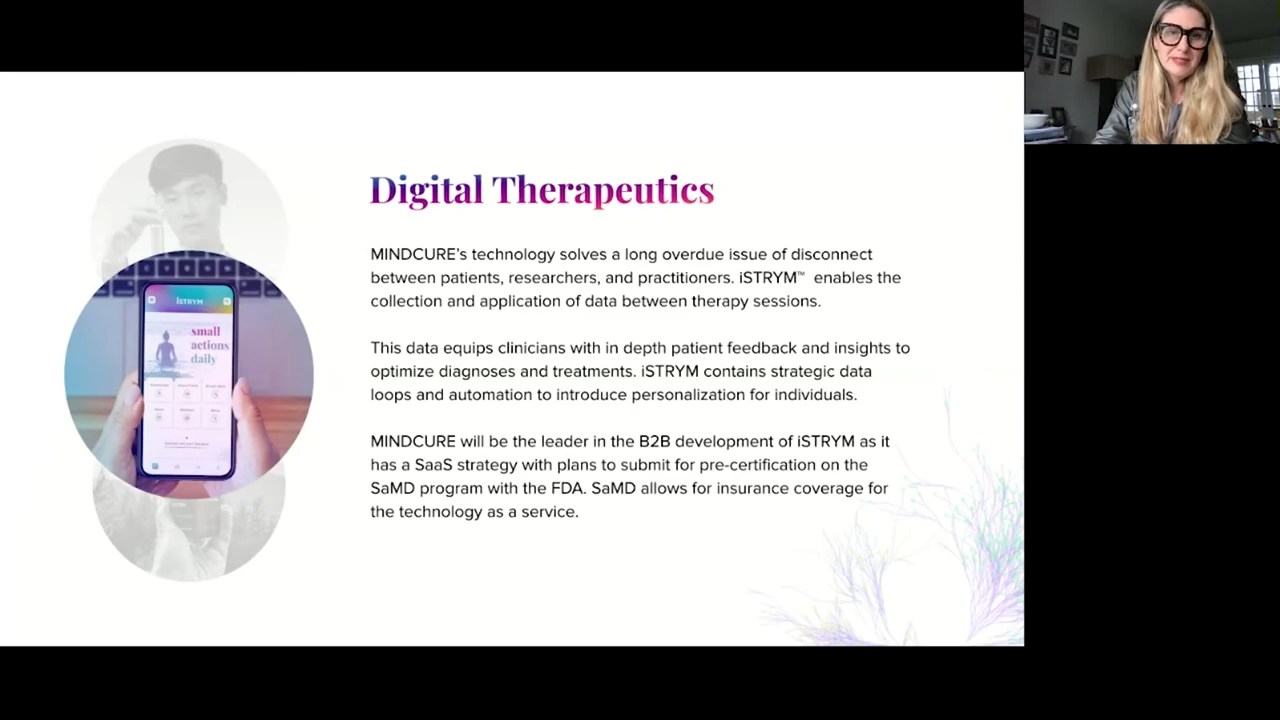 Digital Therapeutics
MINDCURE's technology solves a long overdue issue of disconnect
between patients, researchers, and practitioners. iSTRYM™ enables the
collection and application of data between therapy sessions.
This data equips clinicians with in depth patient feedback and insights to
optimize diagnoses and treatments. iSTRYM contains strategic data
loops and automation to introduce personalization for individuals.
MINDCURE will be the leader in the B2B development of iSTRYM as it
has a SaaS strategy with plans to submit for pre-certification on the
SaMD program with the FDA. SaMD allows for insurance coverage for
the technology as a service.
iSTRYM
small
actions
daily